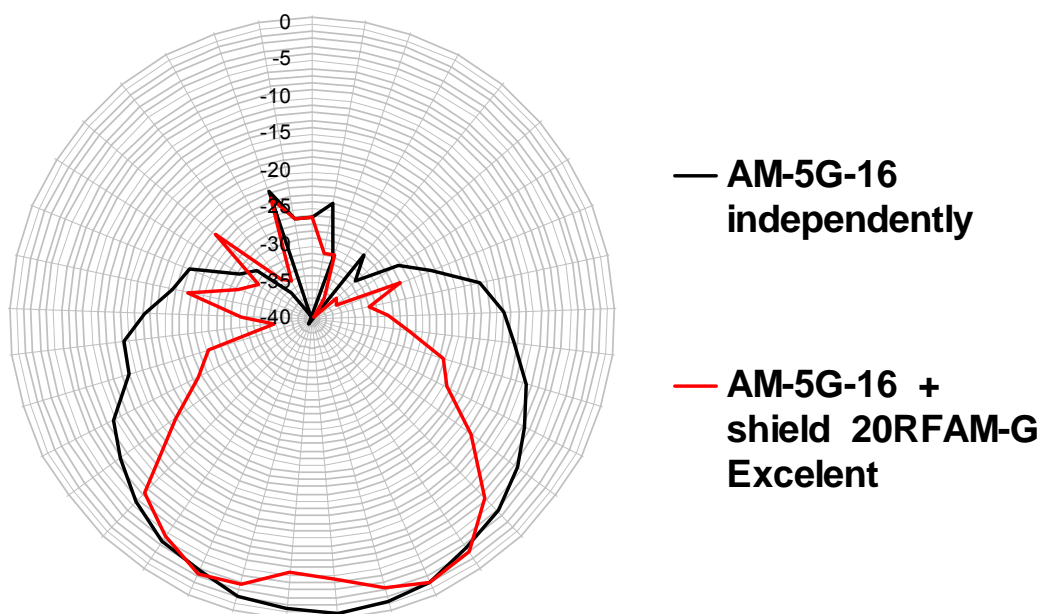 0
-5
-10
-15
-20
-25
-30
-35
-40
AM-5G-16
independently
AM-5G-16 +
shield 20RFAM-G
Excelent